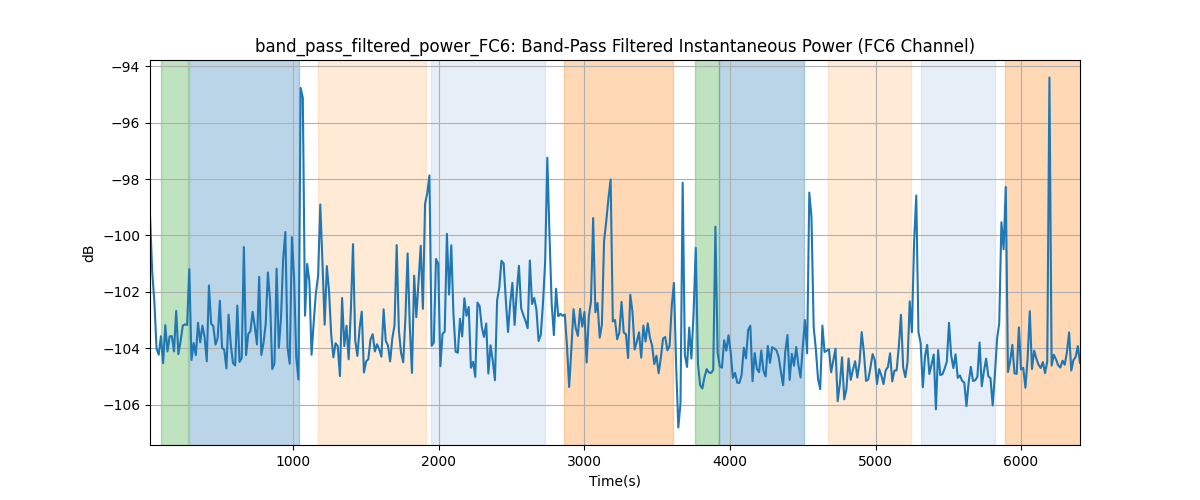 band_pass_filtered_power_FC6: Band-Pass Filtered Instantaneous Power (FC6 Channel)
−94
−96
−98
−100
−102
−104
−106
dB
1000 2000 3000 4000 5000 6000
Time(s)